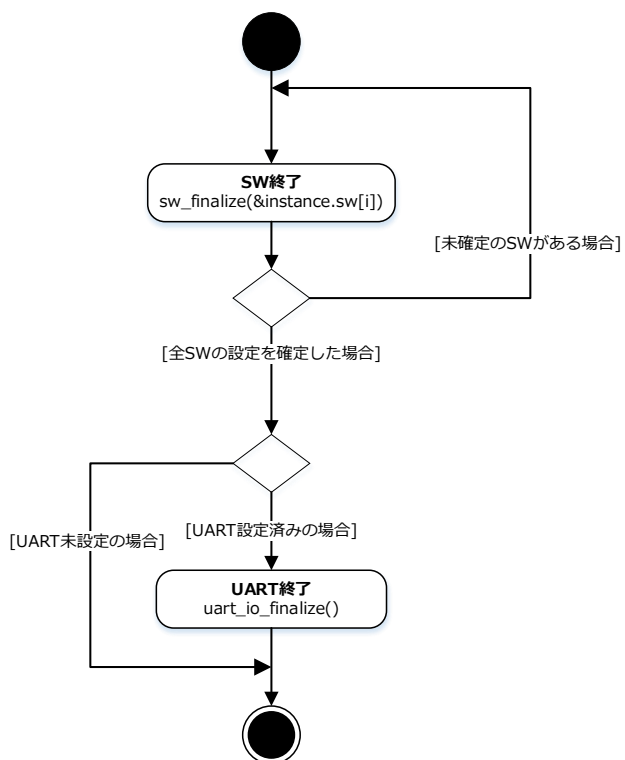 SW終了
sw_finalize(&instance.sw[i])
[未確定のSWがある場合]
[全SWの設定を確定した場合]
[UART未設定の場合]
[UART設定済みの場合]
UART終了
uart_io_finalize()